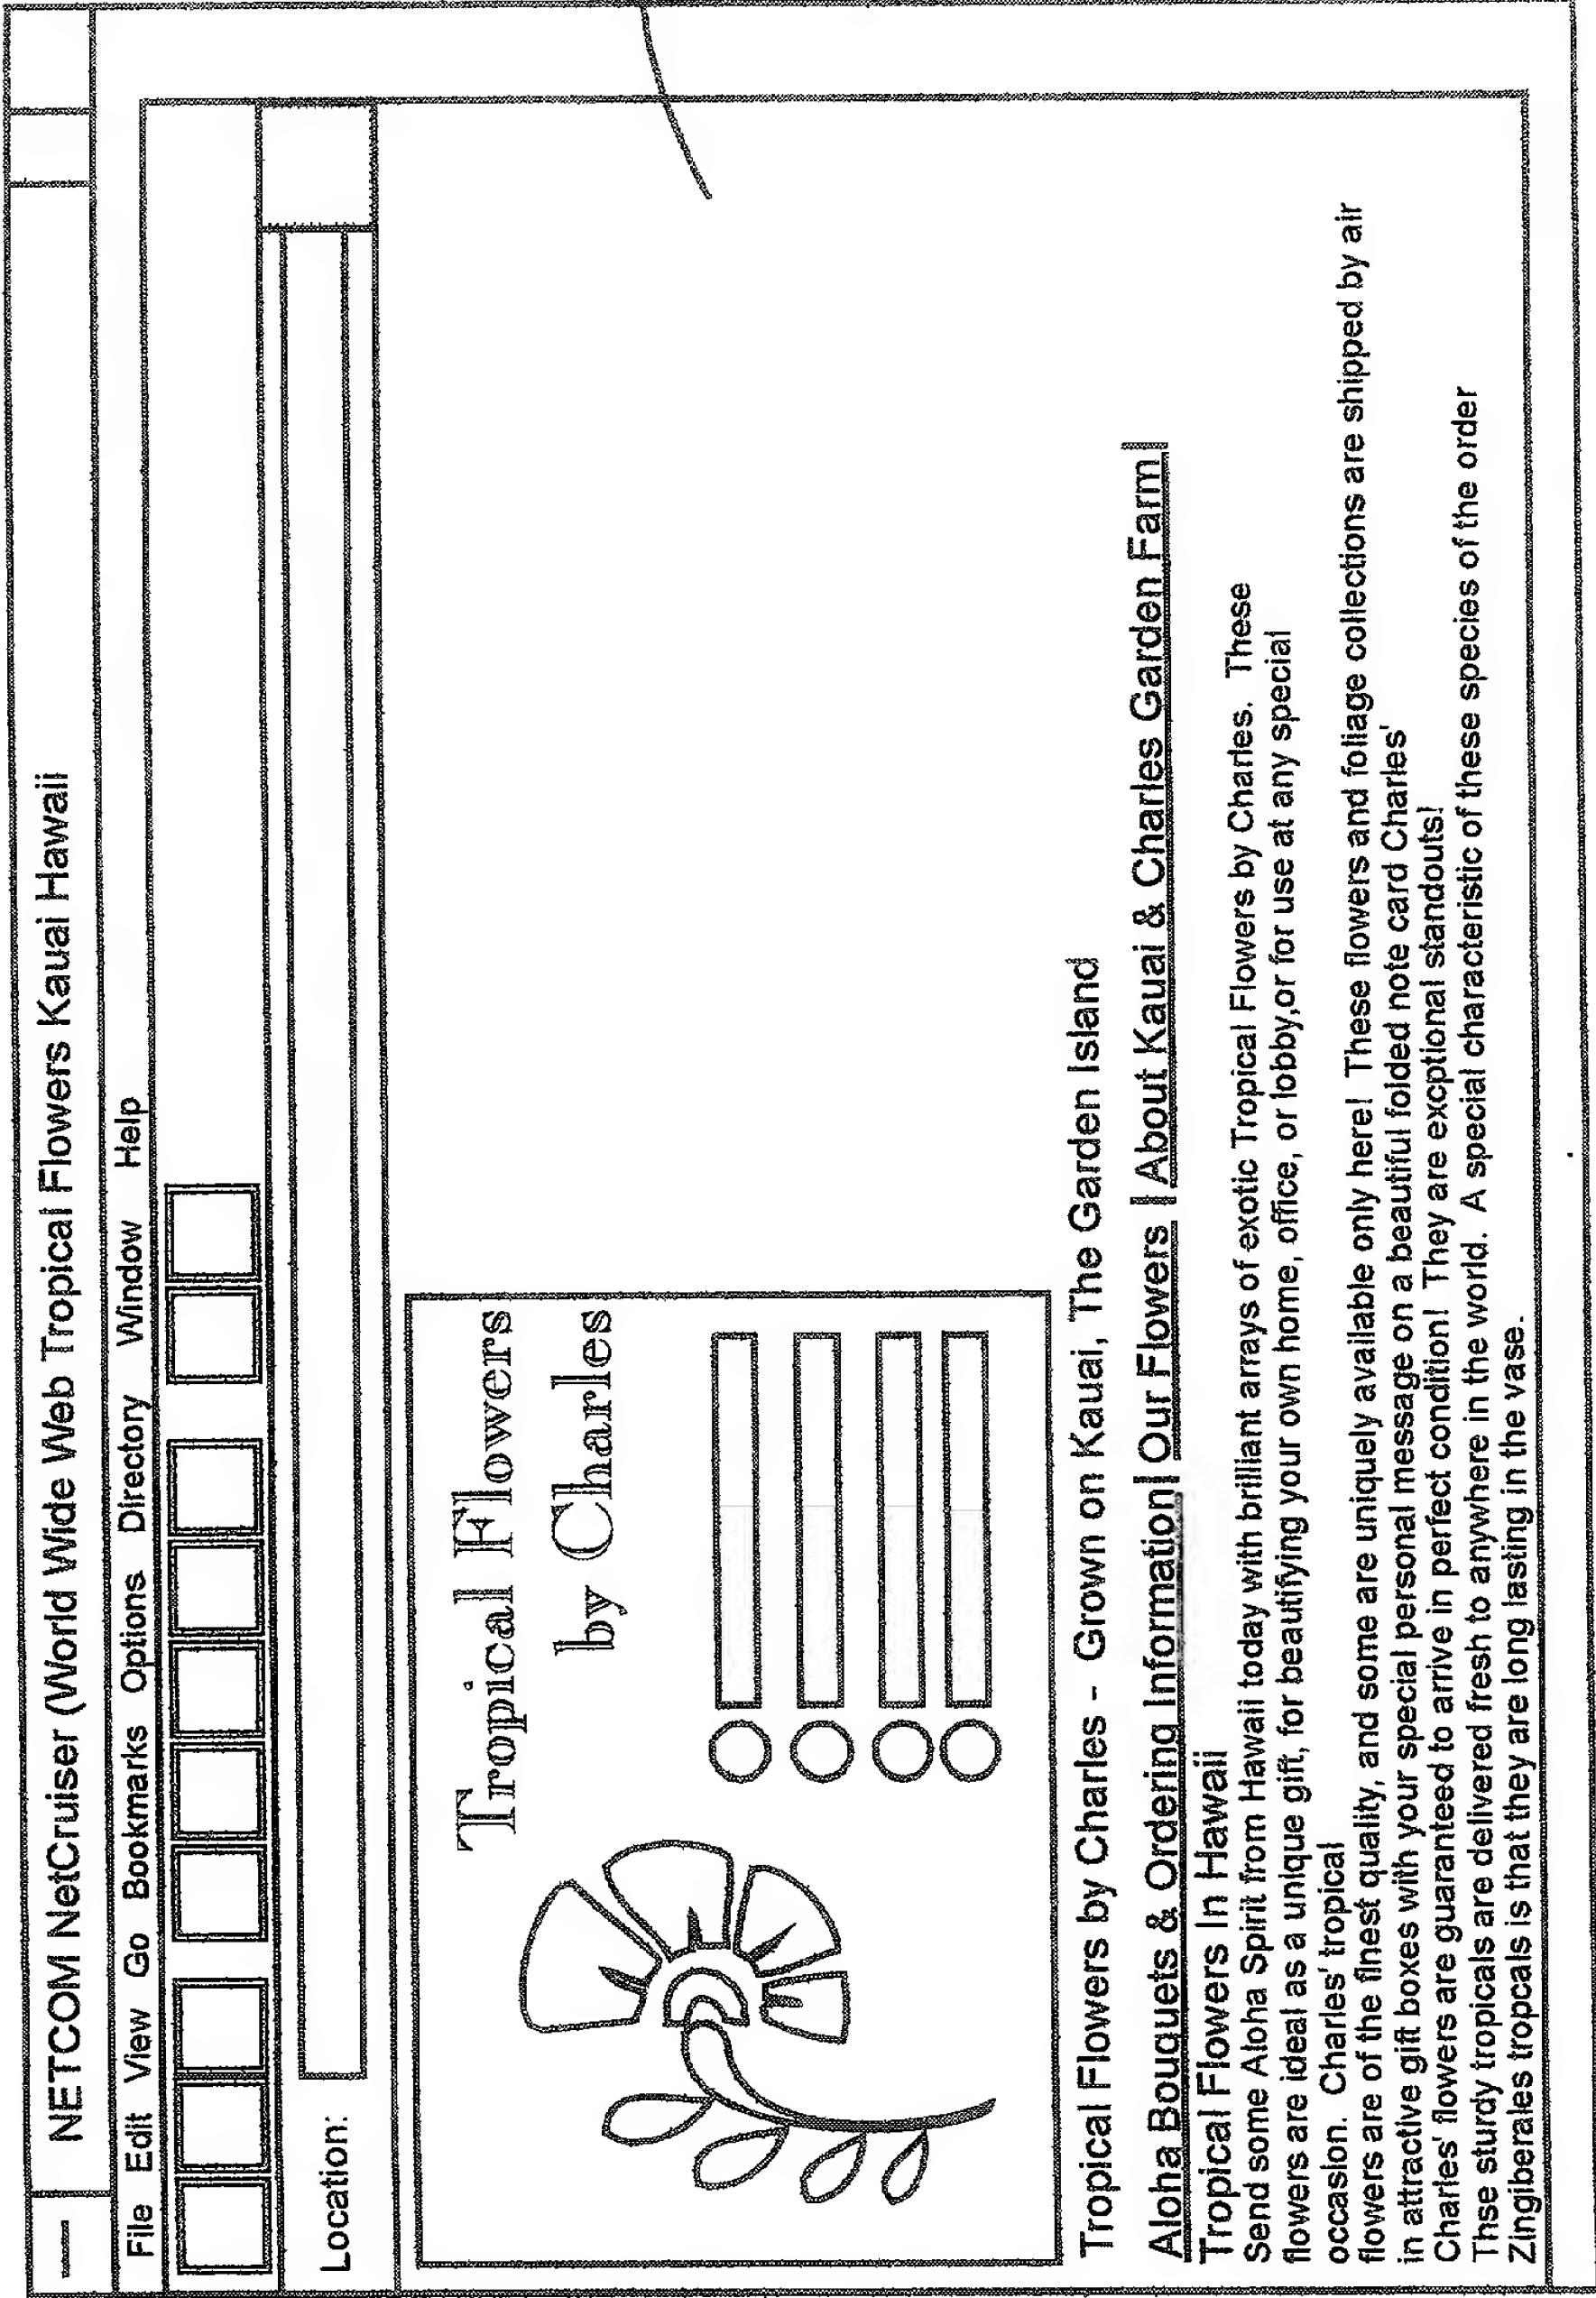 NETCOM NetCruiser (World Wide Web Tropical Flowers Kauai Hawaii
File Edit View Go Bookmarks Options Directory Window Help
Location:
Tropical Flowers
by Charles
Tropical Flowers by Charles - Grown on Kauai, The Garden Island
Aloha Bouquets & Ordering Information| Our Flowers || About Kauai & Charles Garden Farm|
Tropical Flowers In Hawaii
Send some Aloha Spirit from Hawaii today with brilliant arrays of exotic Tropical Flowers by Charles. These
flowers are ideal as a unique gift, for beautifying your own home, office, or lobby,or for use at any special
occasion. Charles' tropical
flowers are of the finest quality, and some are uniquely available only here! These flowers and foliage collections are shipped by air
in attractive gift boxes with your special personal message on a beautiful folded note card Charles'
Charles' flowers are guaranteed to arrive in perfect condition! They are exceptional standouts!
Thse sturdy tropicals are delivered fresh to anywhere in the world. A special characteristic of these species of the order
Zingiberales tropcals is that they are long lasting in the vase.